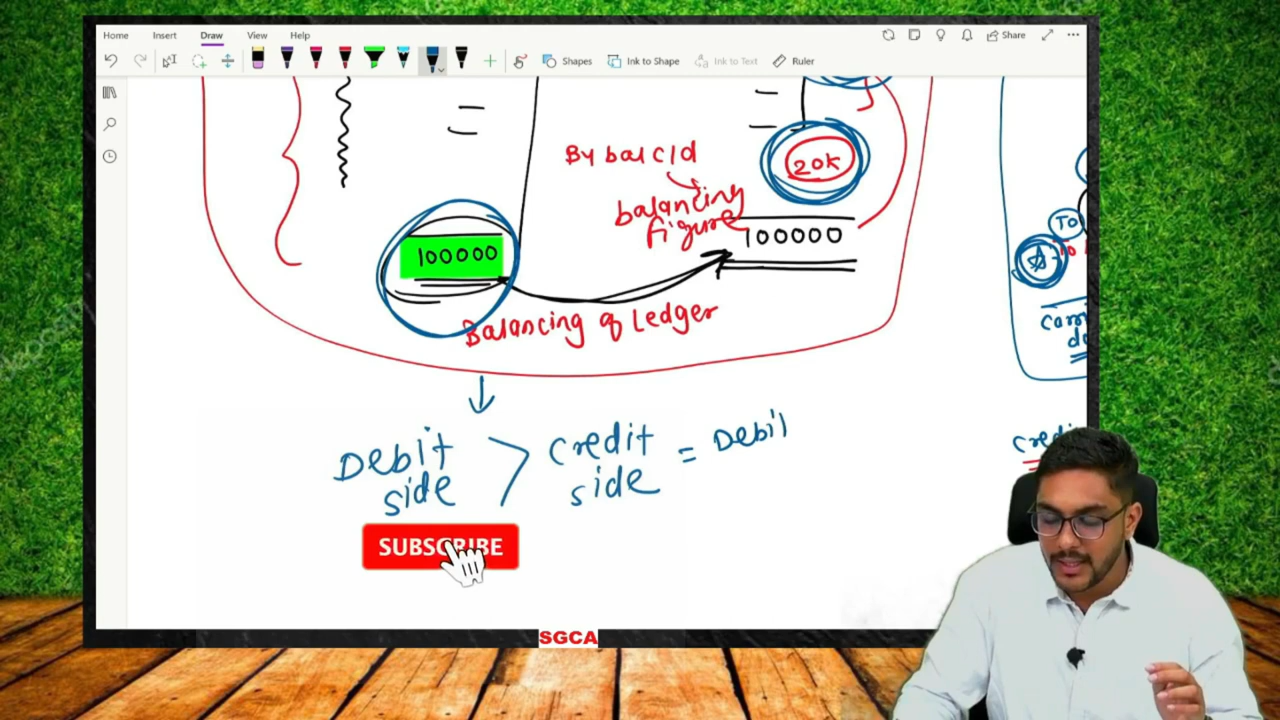 Home Insert Draw View Help
Share
Shapes Ink to Shape Ink to Text Ruler
By bal c/d
20K
balancing
figure
100000
100000
TO
Balancing of Ledger
Debit
side
> credit
side
= Debit
SUBSCRIBE
SGCA